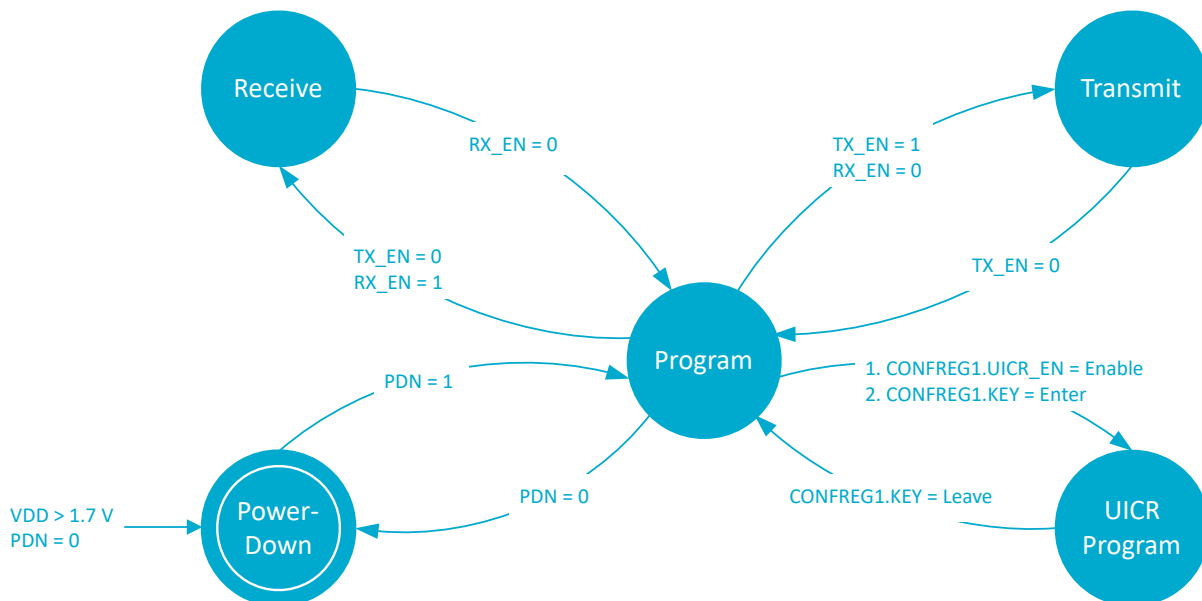 Receive
Transmit
RX_EN = 0
TX_EN = 1
RX_EN = 0
TX_EN = 0
RX_EN = 1
TX_EN = 0
Program
PDN = 1
1. CONFREG1.UICR_EN = Enable
2. CONFREG1.KEY = Enter
PDN = 0
CONFREG1.KEY = Leave
VDD > 1.7 V
PDN = 0
Power-
Down
UICR
Program